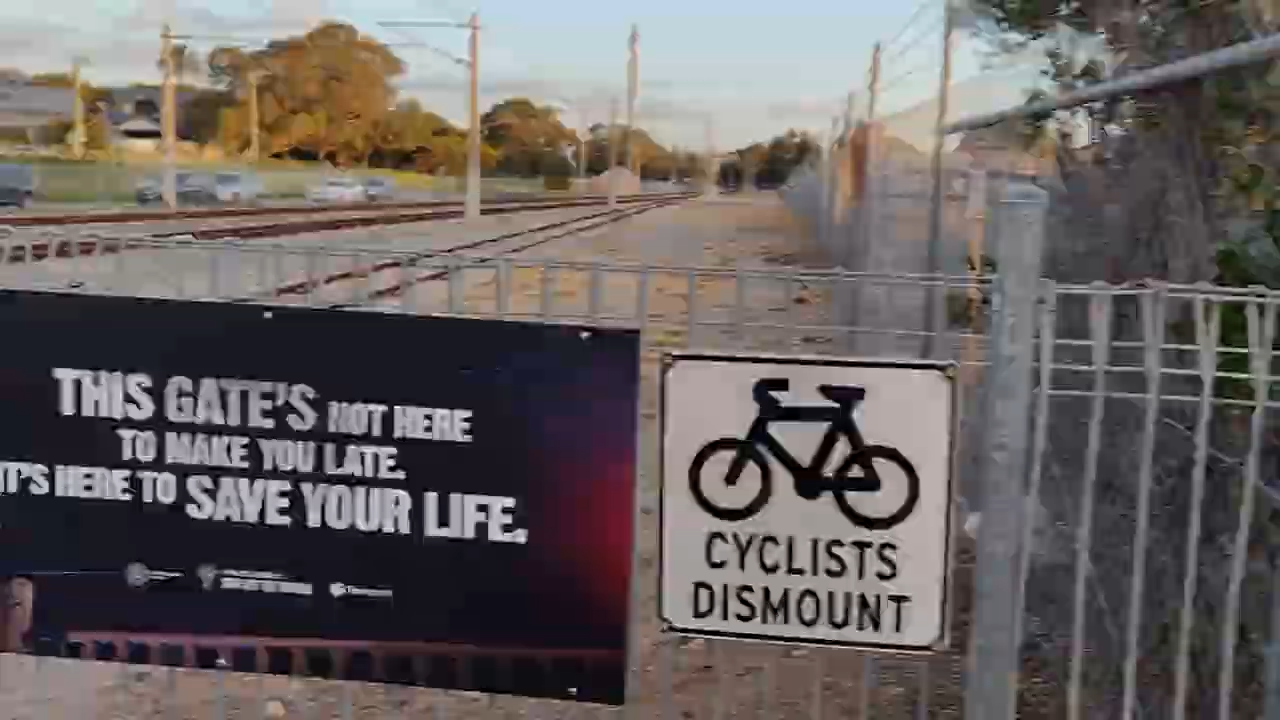 THIS GATE'S NOT HERE
TO MAKE YOU LATE.
IT'S HERE TO SAVE YOUR LIFE.
CYCLISTS
DISMOUNT